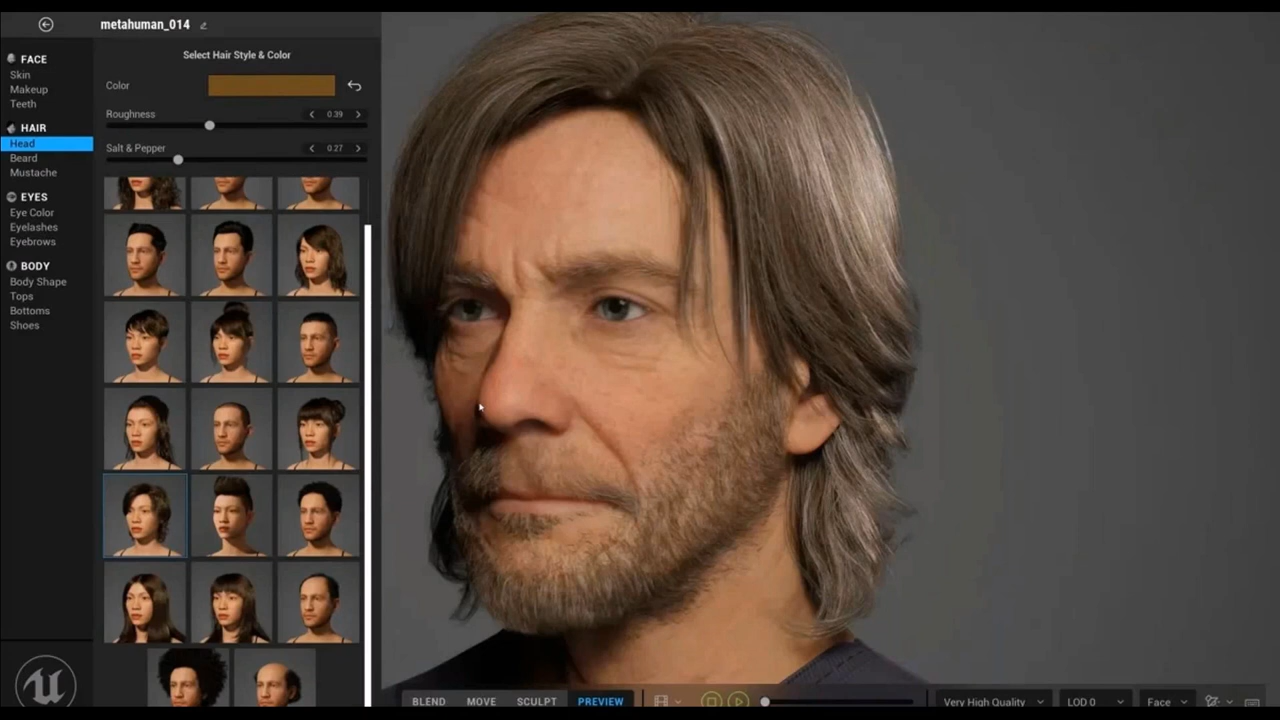 metahuman_014
Select Hair Style & Color
FACE
Skin
Makeup
Teeth
HAIR
Head
Beard
Mustache
EYES
Eye Color
Eyelashes
Eyebrows
BODY
Body Shape
Tops
Bottoms
Shoes
Color
Roughness 0.39
Salt & Pepper 0.27
BLEND MOVE SCULPT PREVIEW Very High Quality LOD 0 Face